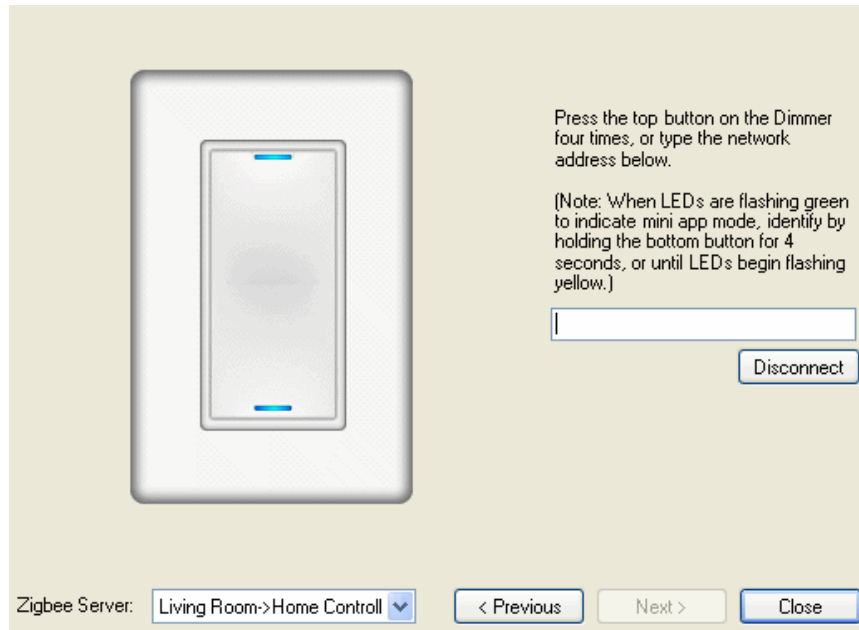 Press the top button on the Dimmer
four times, or type the network
address below.
(Note: When LEDs are flashing green
to indicate mini app mode, identify by
holding the bottom button for 4
seconds, or until LEDs begin flashing
yellow.)
Disconnect
Zigbee Server: Living Room->Home Controll < Previous Next > Close